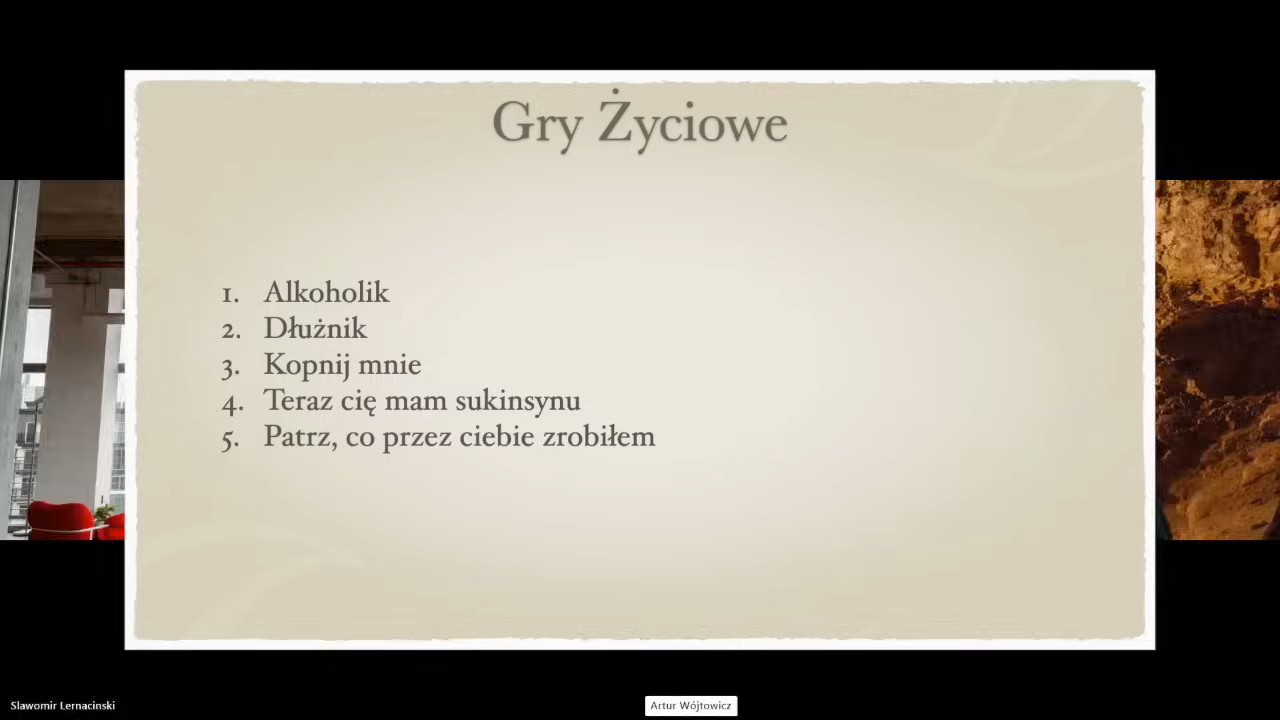 Gry Życiowe
1. Alkoholik
2. Dłużnik
3. Kopnij mnie
4. Teraz cię mam sukinsynu
5. Patrz, co przez ciebie zrobiłem
Slawomir Lernacinski
Artur Wójtowicz